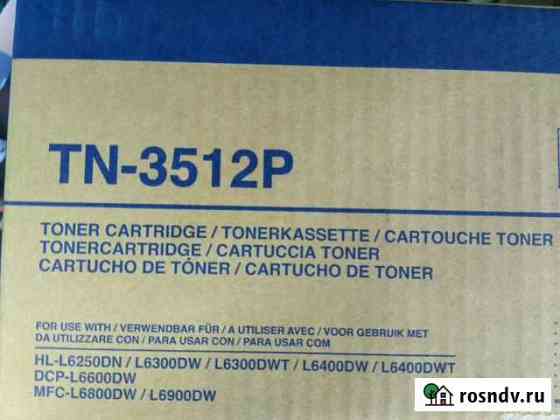 TN-3512P
TONER CARTRIDGE / TONERKASSETTE / CARTOUCHE TONER
TONERCARTRIDGE / CARTUCCIA TONER
CARTUCHO DE TÓNER / CARTUCHO DE TONER
FOR USE WITH / VERWENDBAR FÜR / A UTILISER AVEC / VOOR GEBRUIK MET
DA UTILIZZARE CON / PARA USAR CON / PARA USAR COM
HL-L6250DN / L6300DW / L6300DWT / L6400DW / L6400DWT
DCP-L6600DW
MFC-L6800DW / L6900DW
rosndv.ru